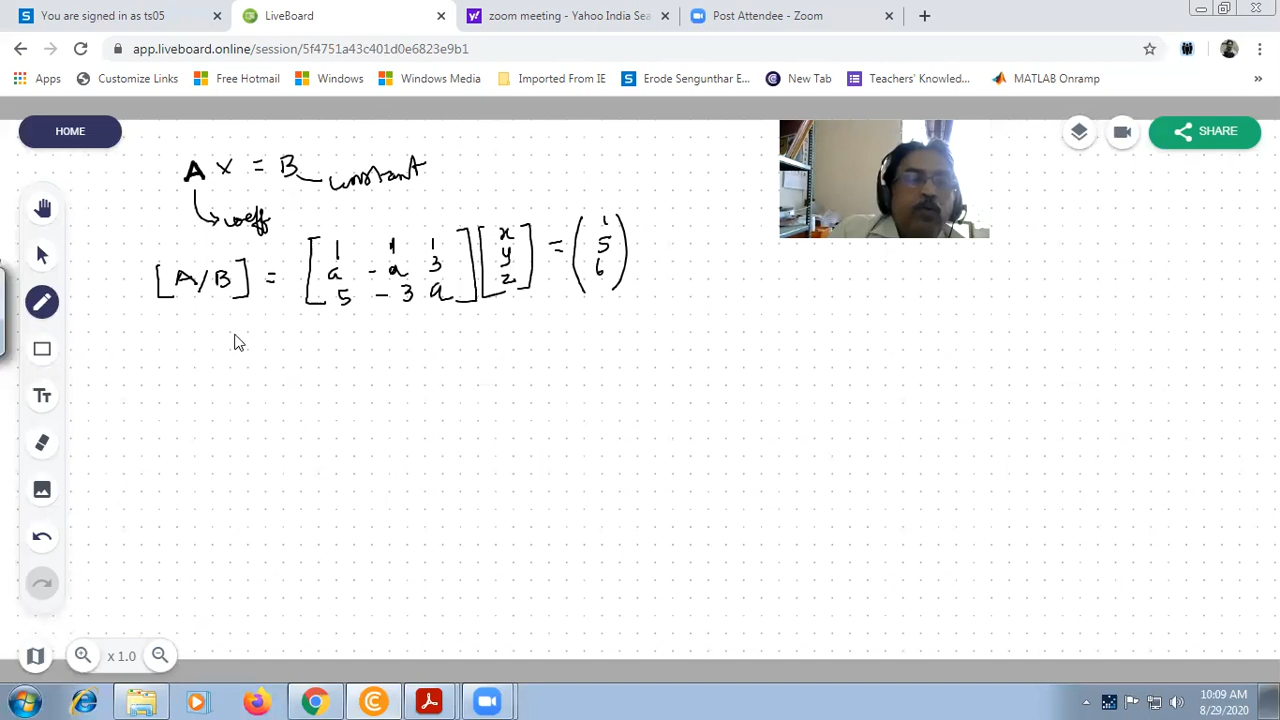 You are signed in as ts05
LiveBoard
zoom meeting - Yahoo India Sea
Post Attendee - Zoom
app.liveboard.online/session/5f4751a43c401d0e6823e9b1
Apps
Customize Links
Free Hotmail
Windows
Windows Media
Imported From IE
Erode Sengunthar E...
New Tab
Teachers' Knowled...
MATLAB Onramp
»
HOME
SHARE
A X = B constant
coeff
[A/B] = [ 1 1 1 [ x = ( 1
a - a 3 y 5
5 - 3 a ] z ] 6 )
Tт
x 1.0
10:09 AM
8/29/2020